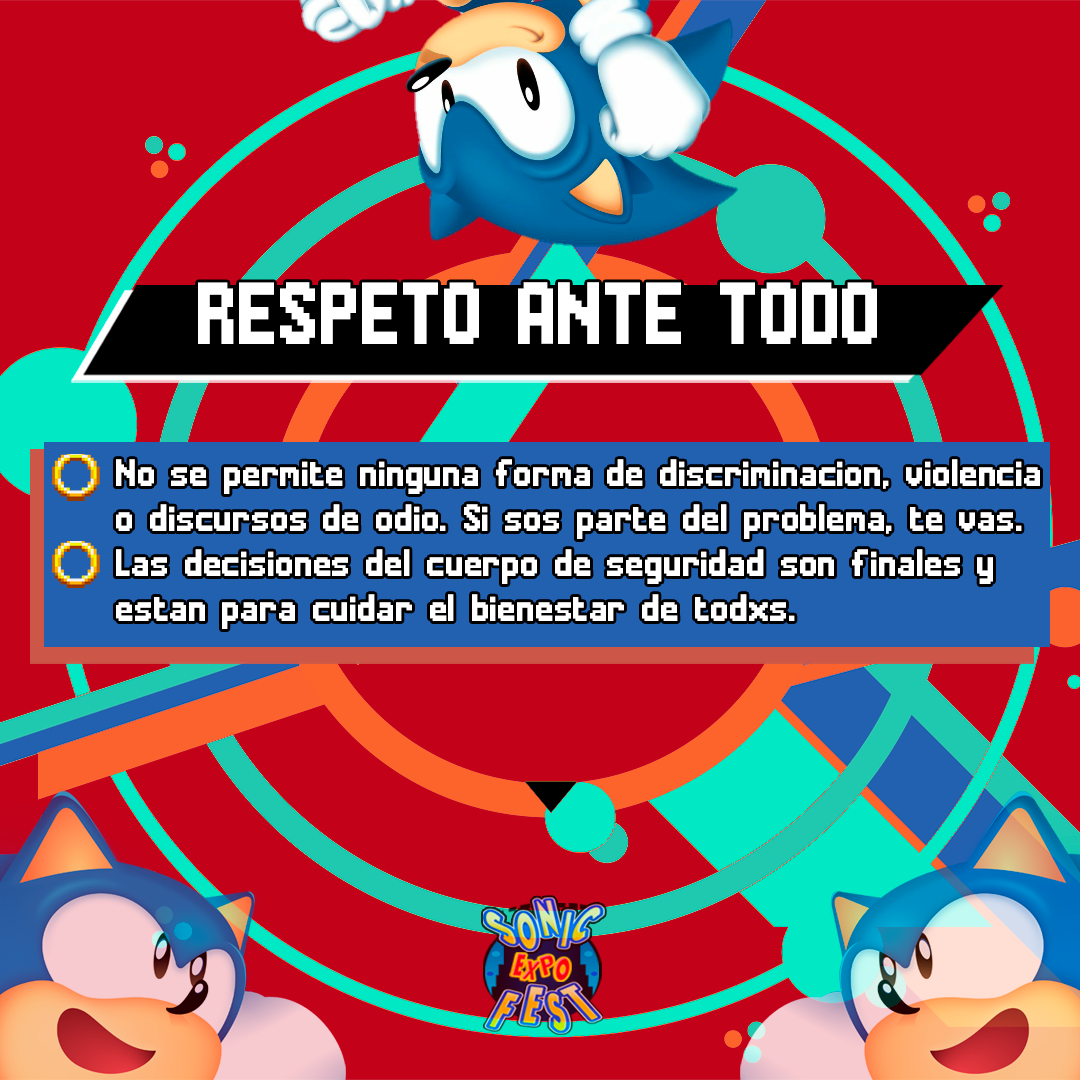 RESPETO ANTE TODO
No se permite ninguna forma de discriminacion, violencia
o discursos de odio. Si sos parte del problema, te vas.
Las decisiones del cuerpo de seguridad son finales y
estan para cuidar el bienestar de todxs.
SONIC
EXPO
FEST